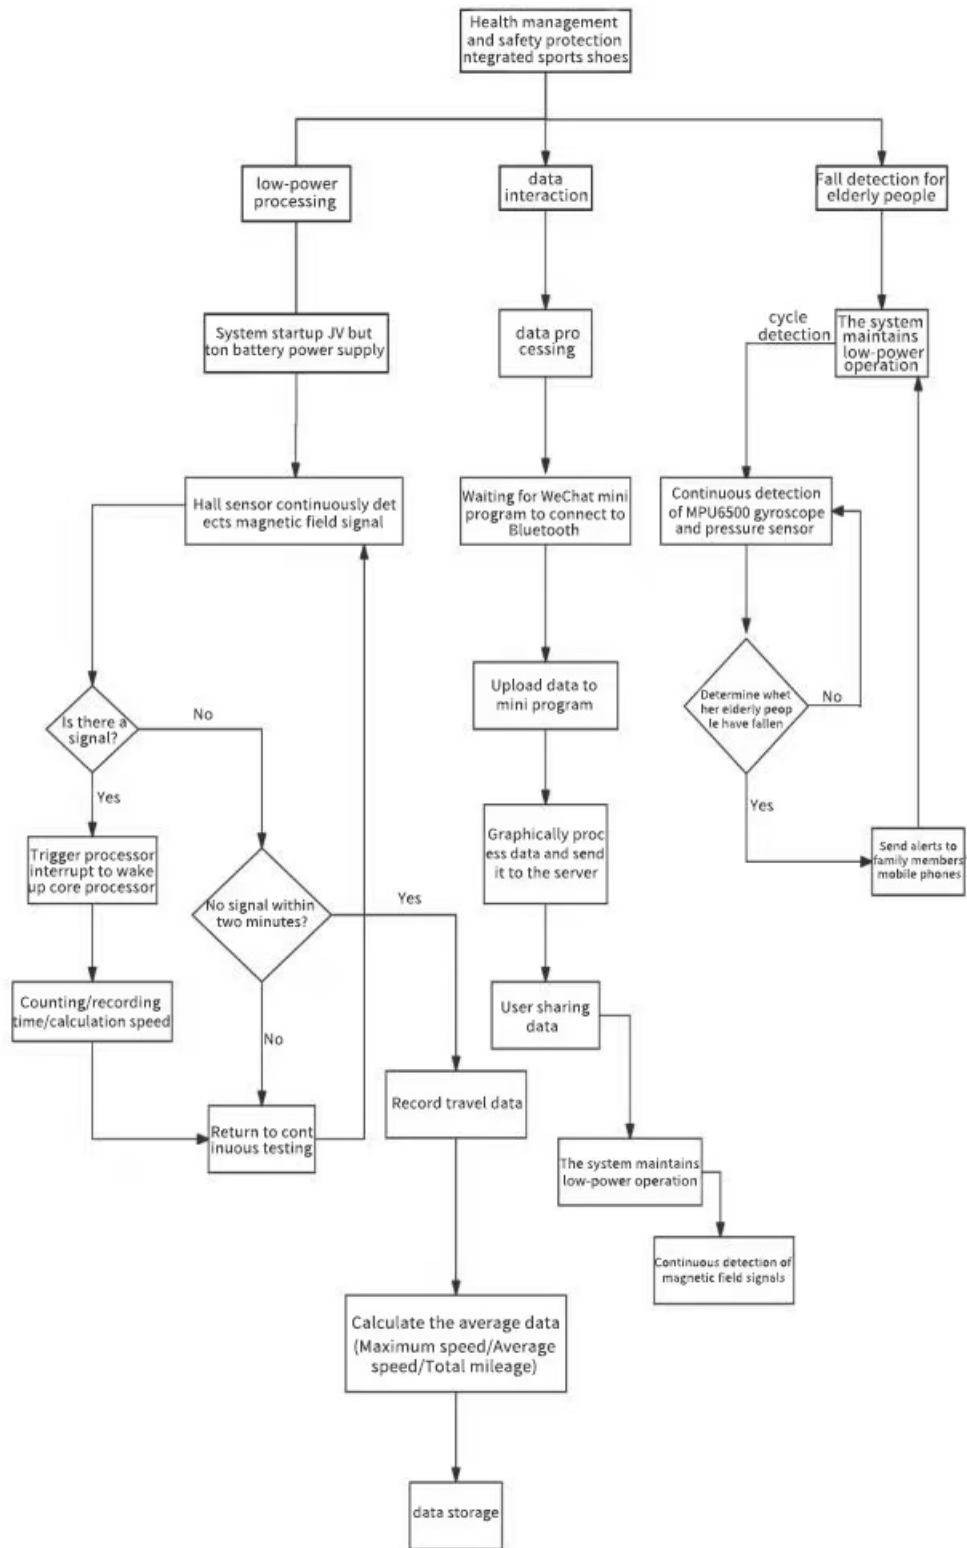 Health management
and safety protection
ntegrated sports shoes
low-power
processing
data
interaction
Fall detection for
elderly people
System startup JV but
ton battery power supply
data pro
cessing
cycle
detection
The system
maintains
low-power
operation
Hall sensor continuously det
ects magnetic field signal
Waiting for WeChat mini
program to connect to
Bluetooth
Continuous detection
of MPU6500 gyroscope
and pressure sensor
Is there a
signal?
No
Yes
Upload data to
mini program
Determine whet
her elderly peop
le have fallen
No
Yes
Trigger processor
interrupt to wake
up core processor
No signal within
two minutes?
Yes
No
Graphically proc
ess data and send
it to the server
Send alerts to
family members'
mobile phones
Counting/recording
time/calculation speed
User sharing
data
Return to cont
inuous testing
Record travel data
The system maintains
low-power operation
Continuous detection of
magnetic field signals
Calculate the average data
(Maximum speed/Average
speed/Total mileage)
data storage